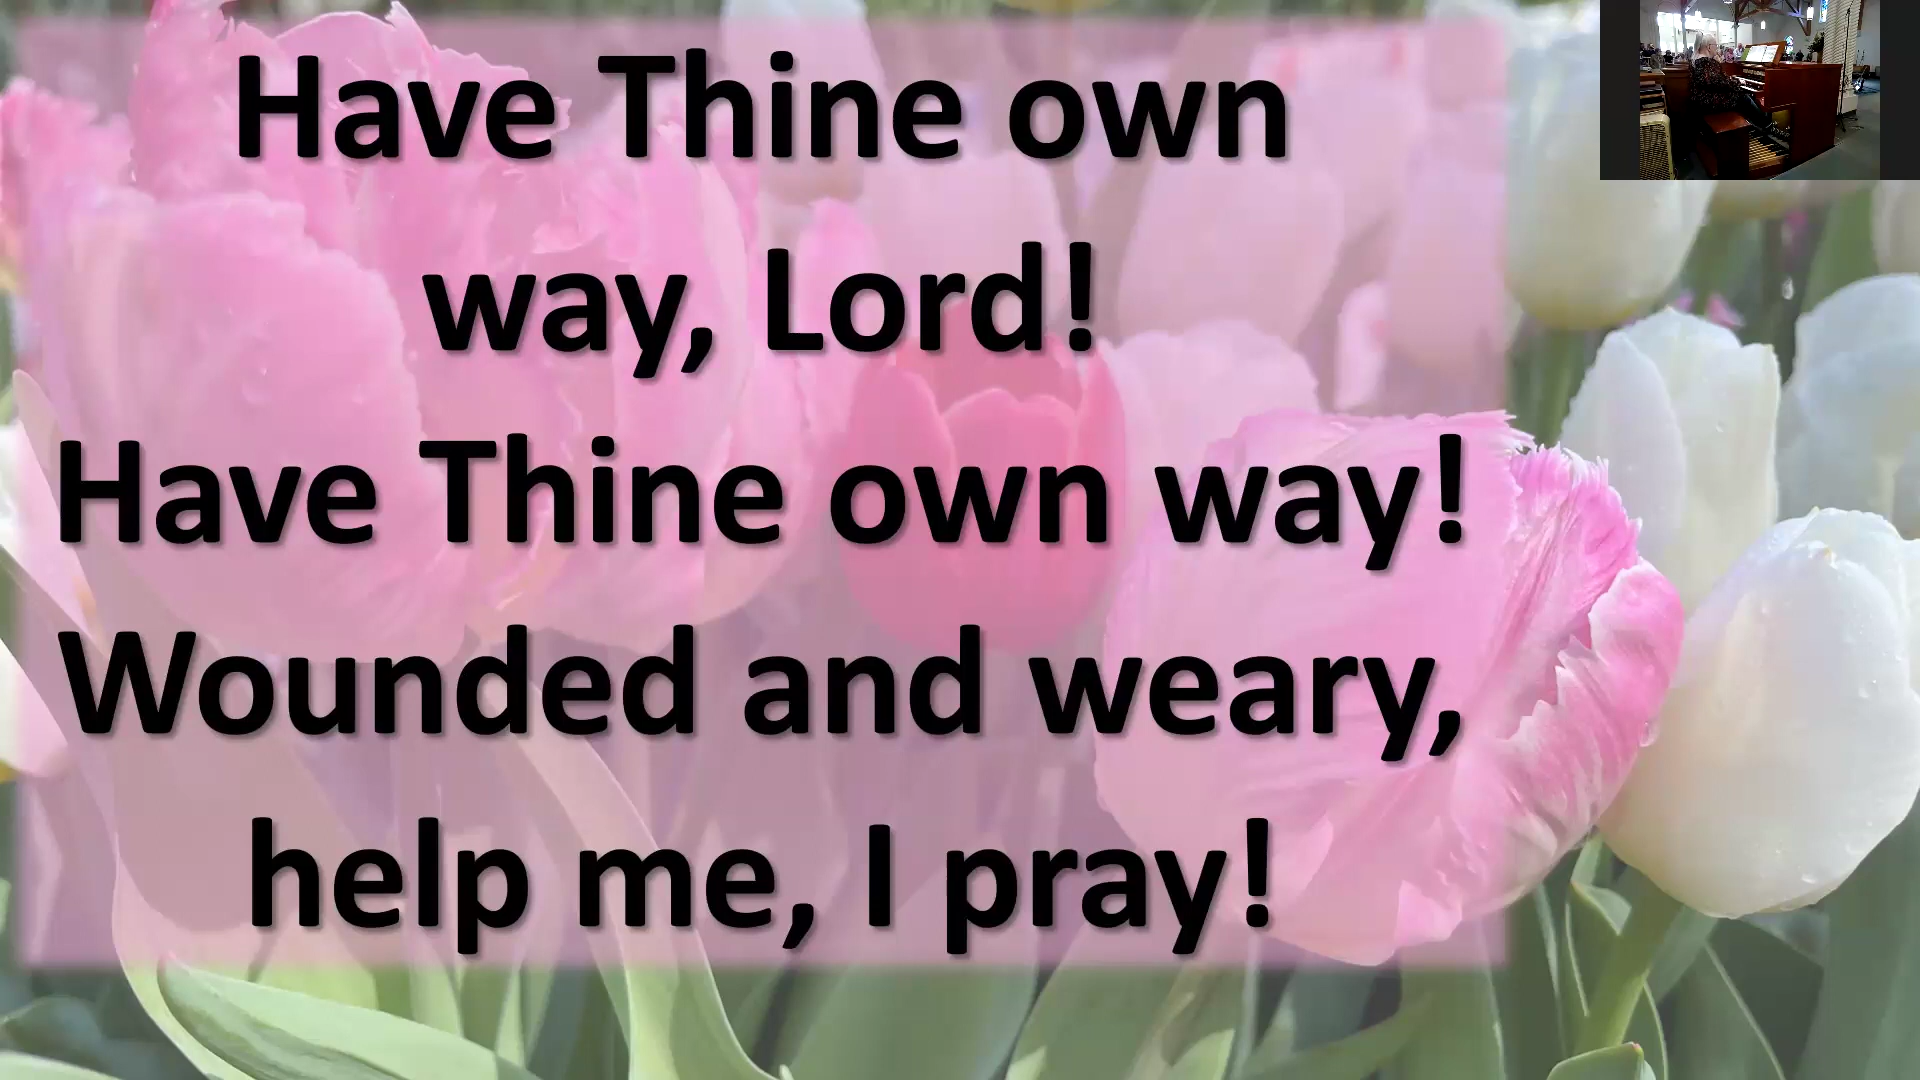 Have Thine own
way, Lord!
Have Thine own way!
Wounded and weary,
help me, I pray!